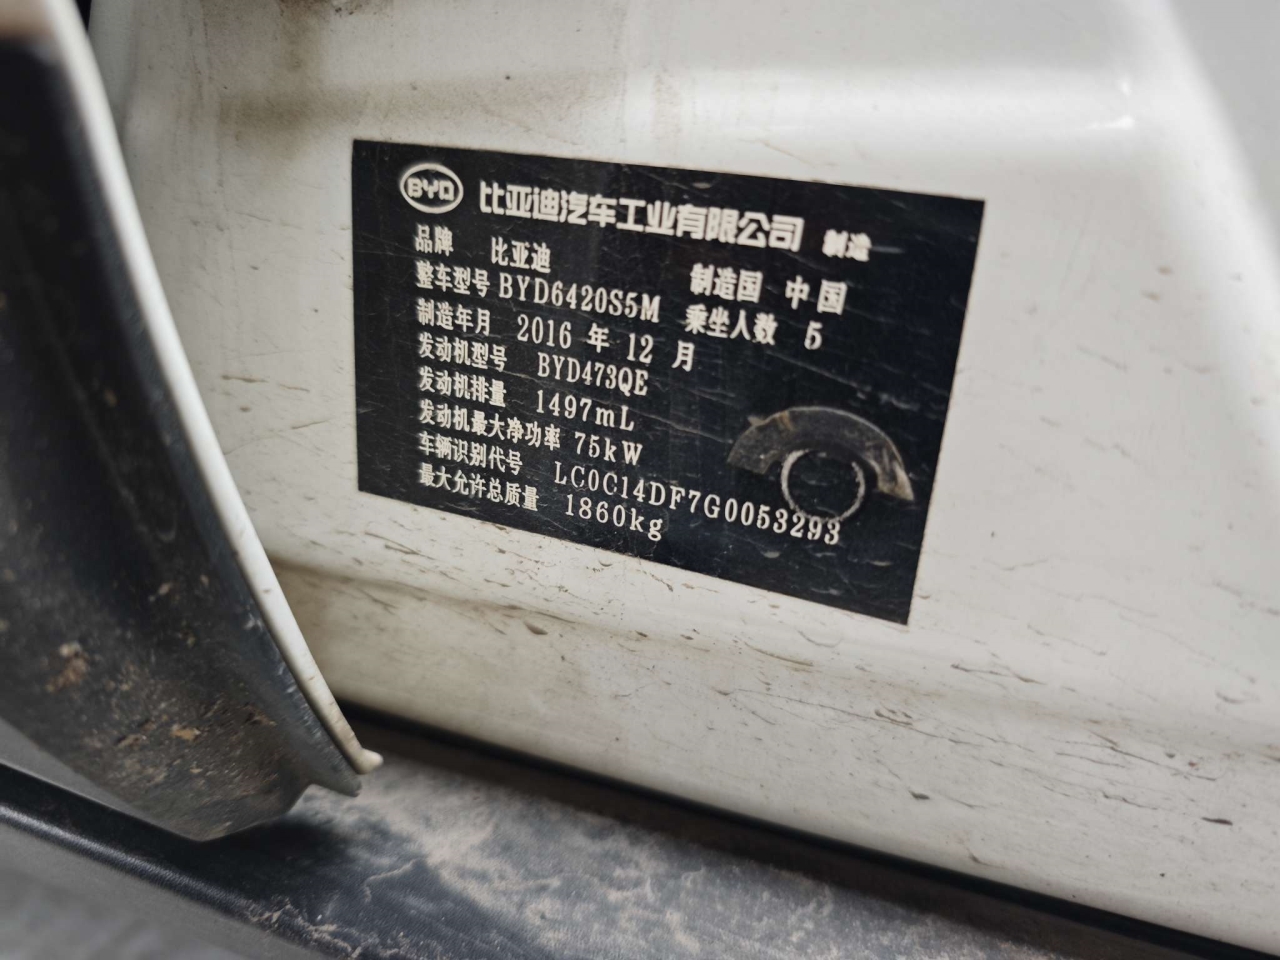 BYD 比亚迪汽车工业有限公司 制造
品牌 比亚迪 制造国 中国
整车型号 BYD6420S5M 乘坐人数 5
制造年月 2016 年 12 月
发动机型号 BYD473QE
发动机排量 1497mL
发动机最大净功率 75kW
车辆识别代号 LC0C14DF7G0053293
最大允许总质量 1860kg